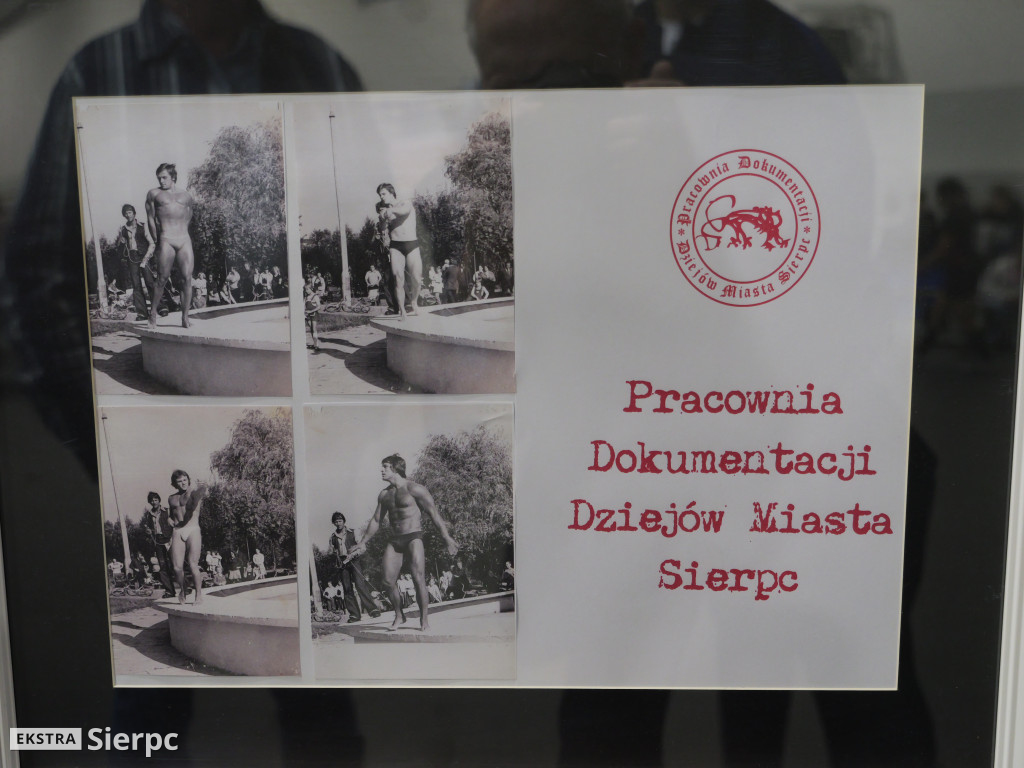 * Pracownia Dokumentacji *
Dziejów Miasta Sierpc
Pracownia
Dokumentacji
Dziejów Miasta
Sierpc
EKSTRA Sierpc